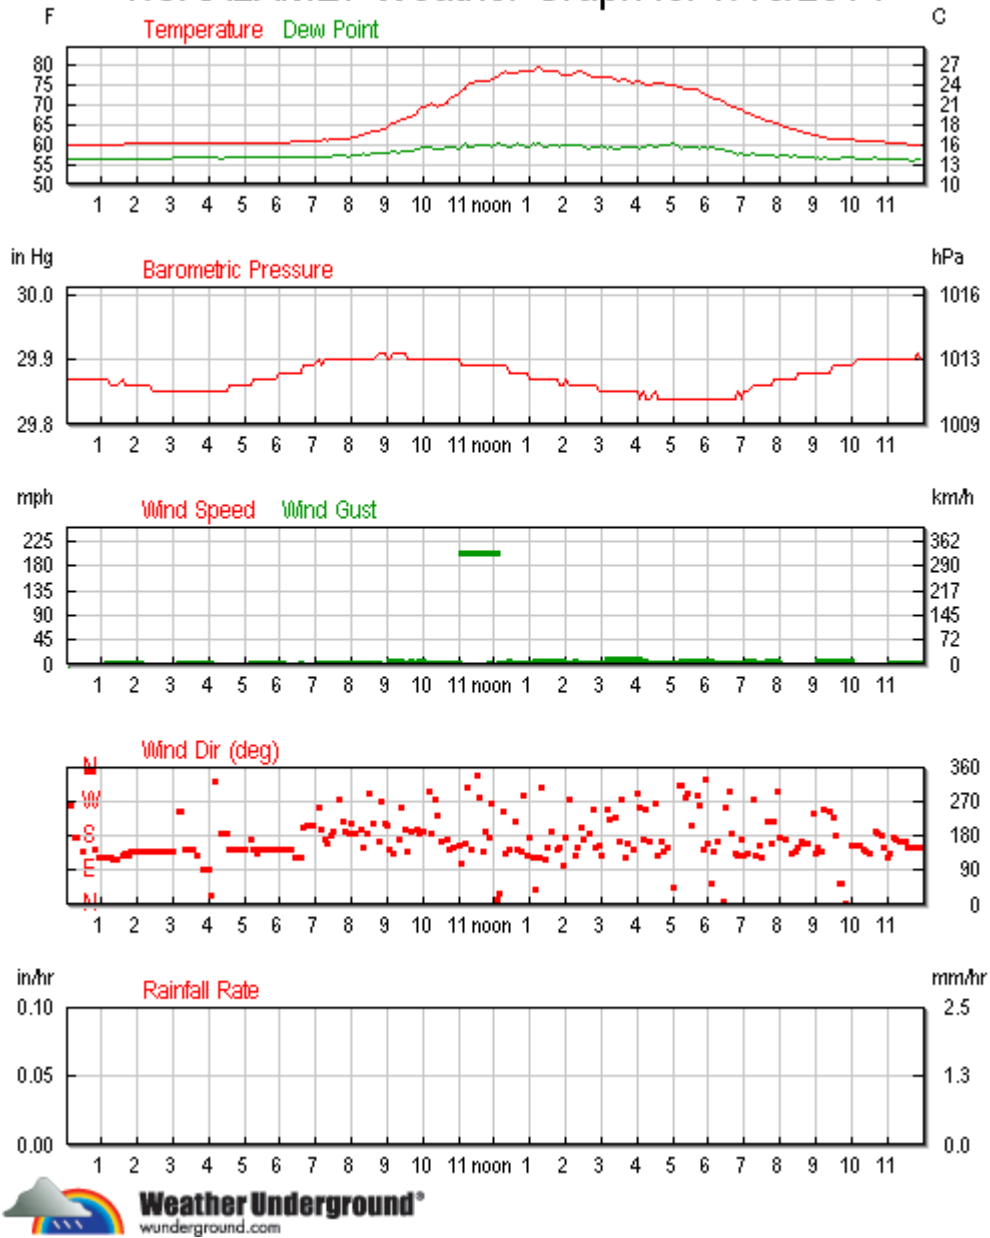 F C
Temperature Dew Point
80 27
75 24
70 21
65 18
60 16
55 13
50 10
1 2 3 4 5 6 7 8 9 10 11 noon 1 2 3 4 5 6 7 8 9 10 11
in Hg hPa
Barometric Pressure
30.0 1016
29.9 1013
29.8 1009
1 2 3 4 5 6 7 8 9 10 11 noon 1 2 3 4 5 6 7 8 9 10 11
mph km/h
Wind Speed Wind Gust
225 362
180 290
135 217
90 145
45 72
0 0
1 2 3 4 5 6 7 8 9 10 11 noon 1 2 3 4 5 6 7 8 9 10 11
Wind Dir (deg)
N 360
W 270
S 180
E 90
N 0
1 2 3 4 5 6 7 8 9 10 11 noon 1 2 3 4 5 6 7 8 9 10 11
in/hr mm/hr
Rainfall Rate
0.10 2.5
0.05 1.3
0.00 0.0
1 2 3 4 5 6 7 8 9 10 11 noon 1 2 3 4 5 6 7 8 9 10 11
Weather Underground®
wunderground.com